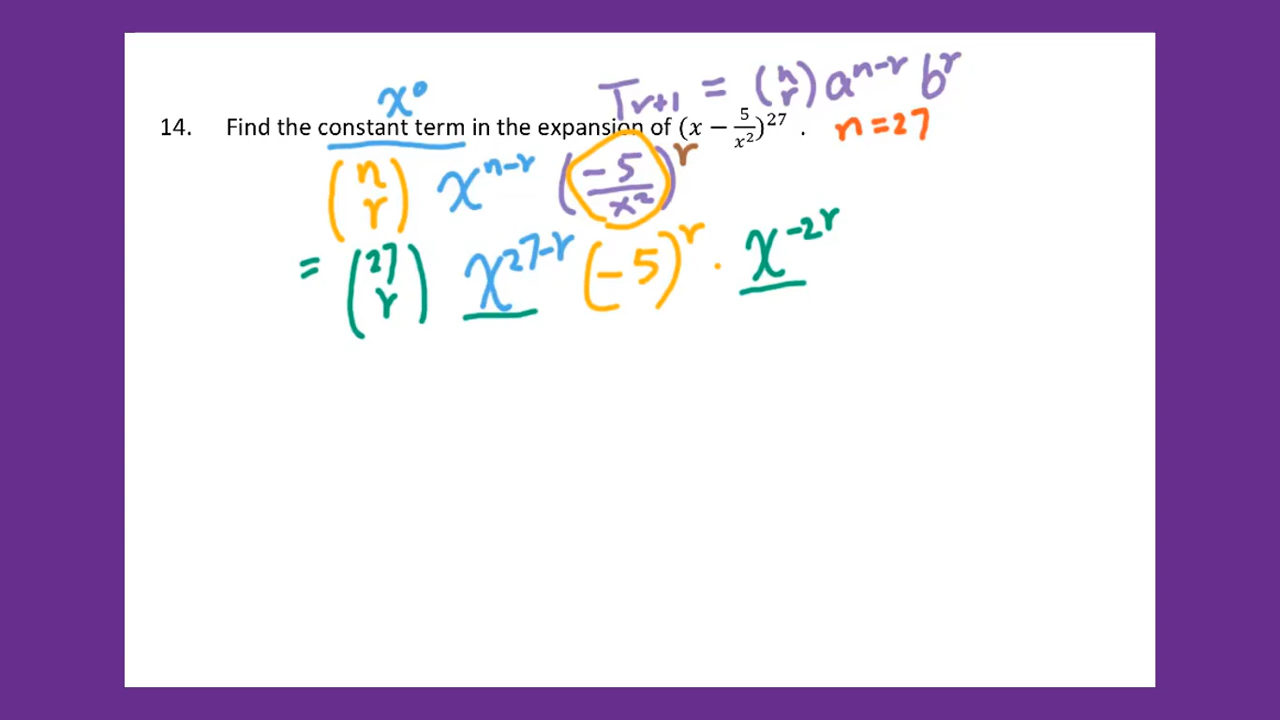 x⁰ Tᵣ₊₁ = (n r) aⁿ⁻ʳ bʳ
14. Find the constant term in the expansion of (x − 5/x²)²⁷ . n = 27
(n r) xⁿ⁻ʳ (−5/x²)ʳ
= (27 r) x²⁷⁻ʳ (−5)ʳ · x⁻²ʳ